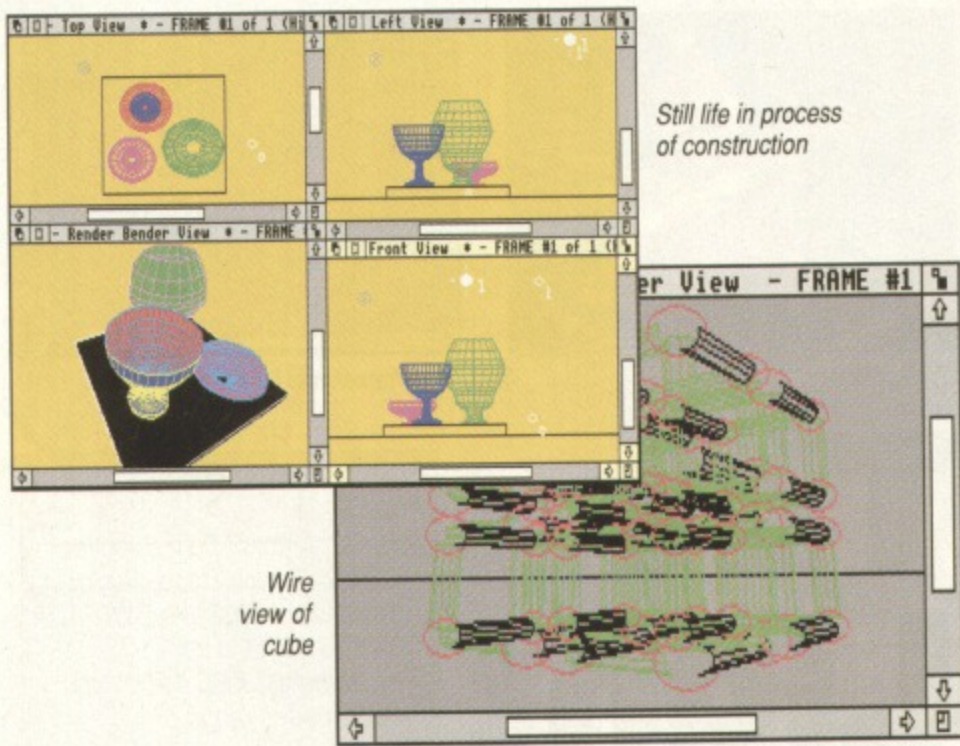 - Top View * - FRAME #1 of 1 (Hi
Left View * - FRAME #1 of 1 (H
Still life in process
of construction
- Render Bender View * - FRAME
Front View * - FRAME #1 of 1 (
er View - FRAME #1
Wire
view of
cube